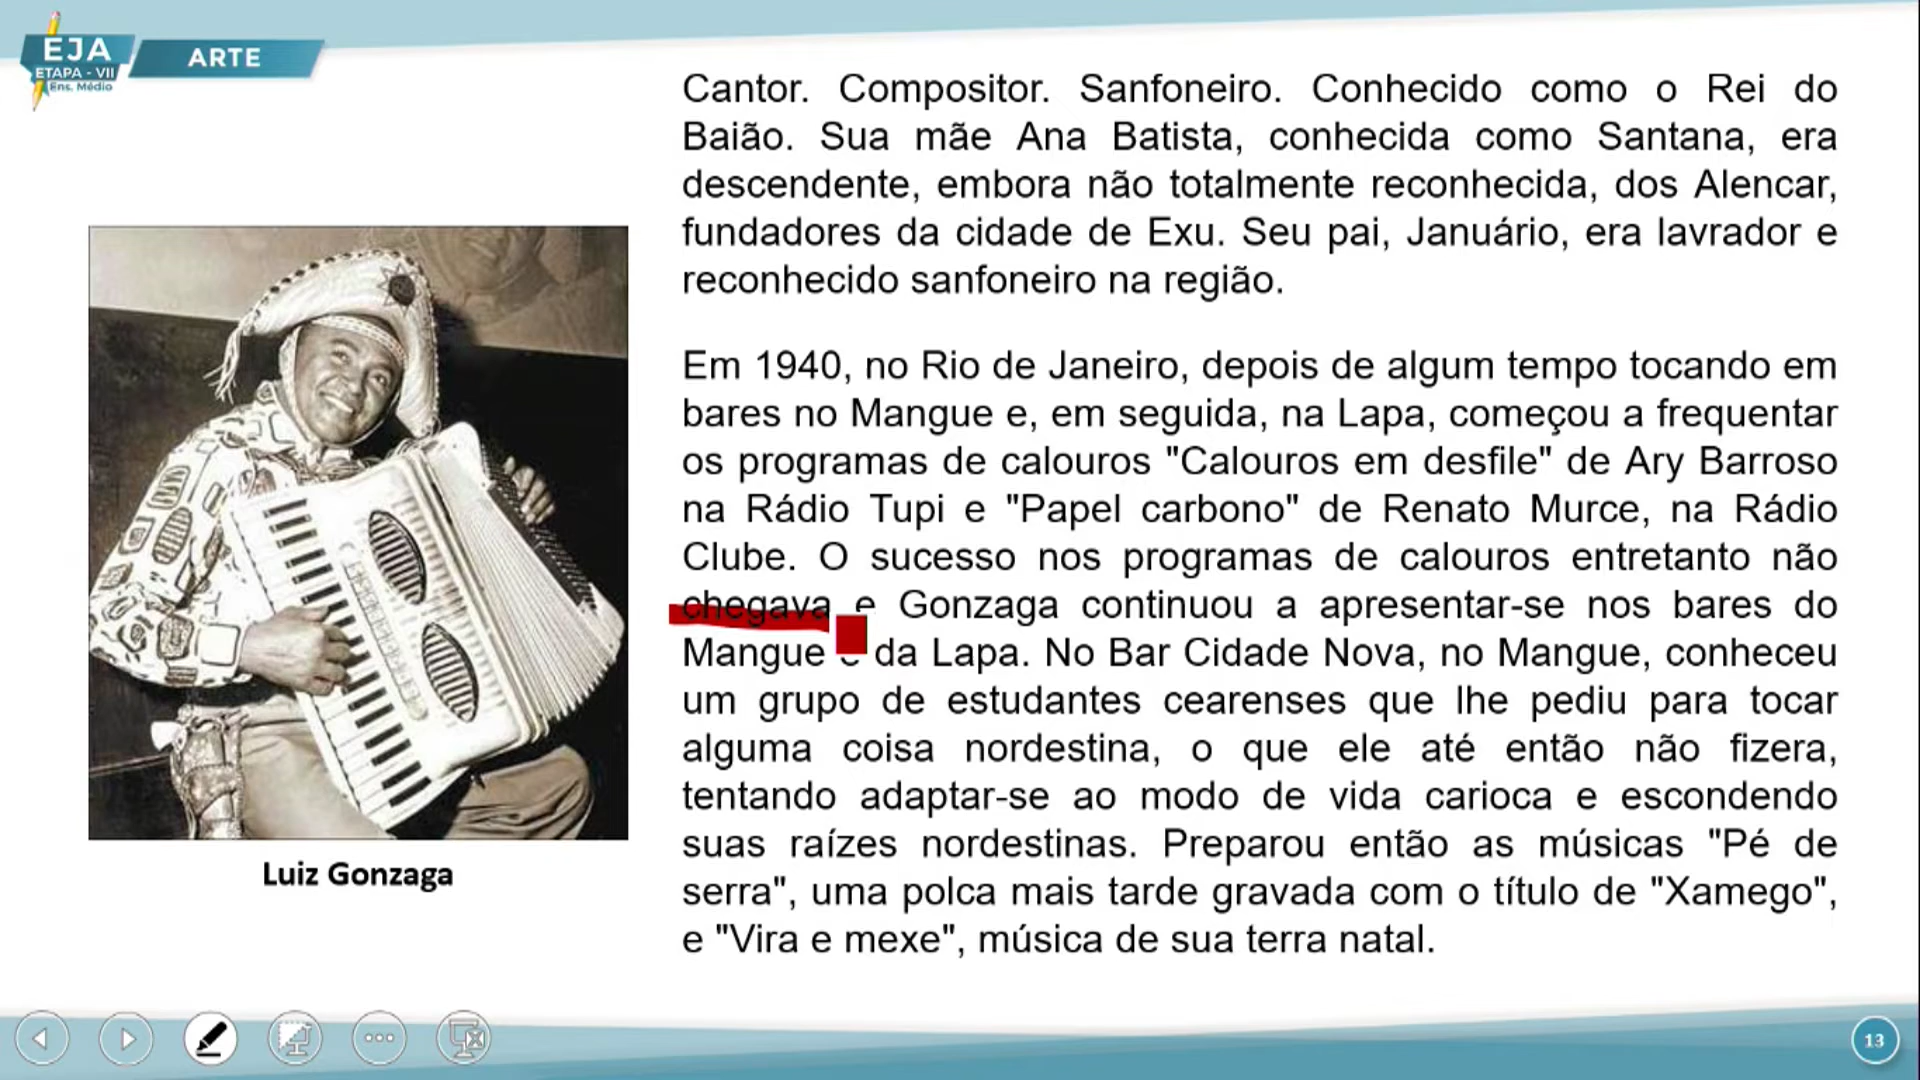 EJA
ETAPA - VII
Ens. Médio
ARTE
Cantor. Compositor. Sanfoneiro. Conhecido como o Rei do
Baião. Sua mãe Ana Batista, conhecida como Santana, era
descendente, embora não totalmente reconhecida, dos Alencar,
fundadores da cidade de Exu. Seu pai, Januário, era lavrador e
reconhecido sanfoneiro na região.
Em 1940, no Rio de Janeiro, depois de algum tempo tocando em
bares no Mangue e, em seguida, na Lapa, começou a frequentar
os programas de calouros "Calouros em desfile" de Ary Barroso
na Rádio Tupi e "Papel carbono" de Renato Murce, na Rádio
Clube. O sucesso nos programas de calouros entretanto não
chegava e Gonzaga continuou a apresentar-se nos bares do
Mangue e da Lapa. No Bar Cidade Nova, no Mangue, conheceu
um grupo de estudantes cearenses que lhe pediu para tocar
alguma coisa nordestina, o que ele até então não fizera,
tentando adaptar-se ao modo de vida carioca e escondendo
suas raízes nordestinas. Preparou então as músicas "Pé de
serra", uma polca mais tarde gravada com o título de "Xamego",
e "Vira e mexe", música de sua terra natal.
Luiz Gonzaga
13